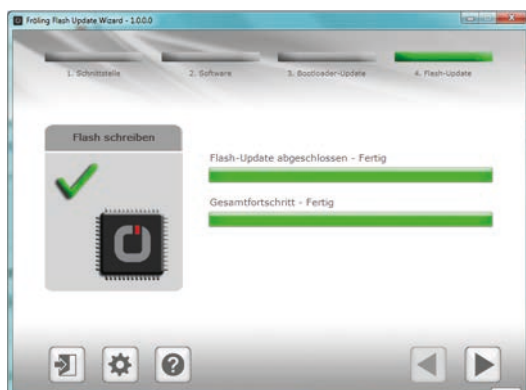 Fröling Flash Update Wizard - 1.0.0.0
1. Schnittstelle
2. Software
3. Bootloader-Update
4. Flash-Update
Flash schreiben
Flash-Update abgeschlossen - Fertig
Gesamtfortschritt - Fertig
?